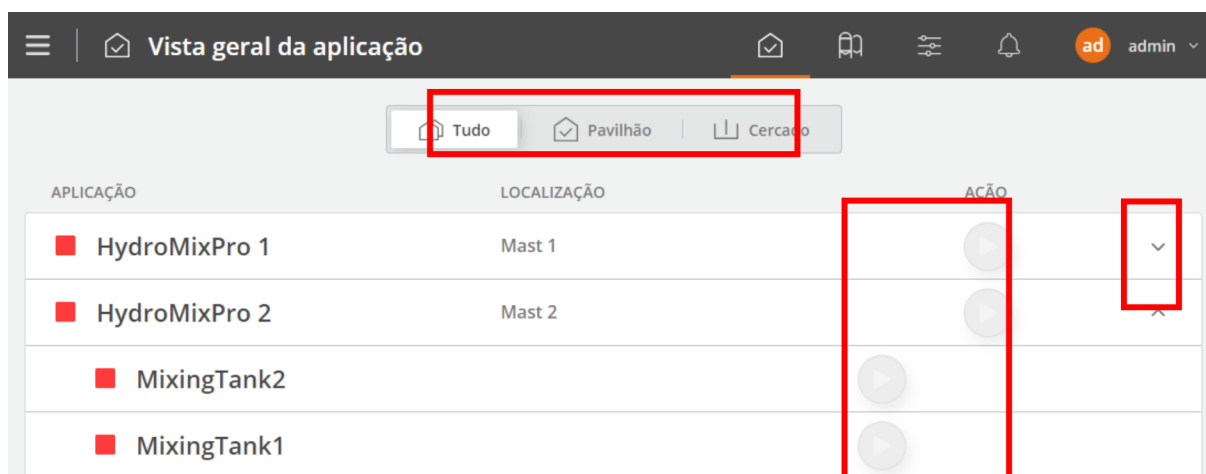 Vista geral da aplicação
ad admin
Tudo Pavilhão Cercado
APLICAÇÃO LOCALIZAÇÃO AÇÃO
HydroMixPro 1 Mast 1
HydroMixPro 2 Mast 2
MixingTank2
MixingTank1